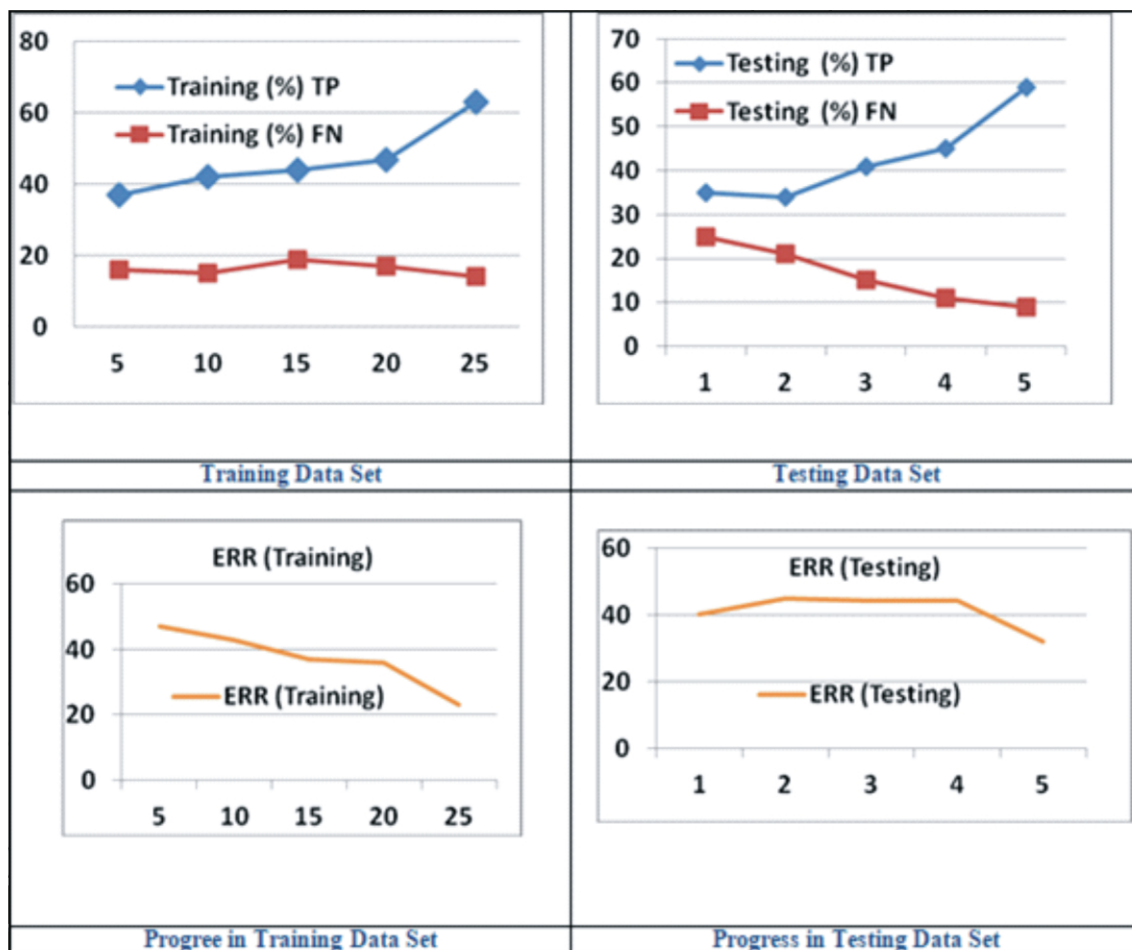 80
60
40
20
0
Training (%) TP
Training (%) FN
5 10 15 20 25
70
60
50
40
30
20
10
0
Testing (%) TP
Testing (%) FN
1 2 3 4 5
Training Data Set
Testing Data Set
ERR (Training)
60
40
20
0
ERR (Training)
5 10 15 20 25
ERR (Testing)
60
40
20
0
ERR (Testing)
1 2 3 4 5
Progree in Training Data Set
Progress in Testing Data Set